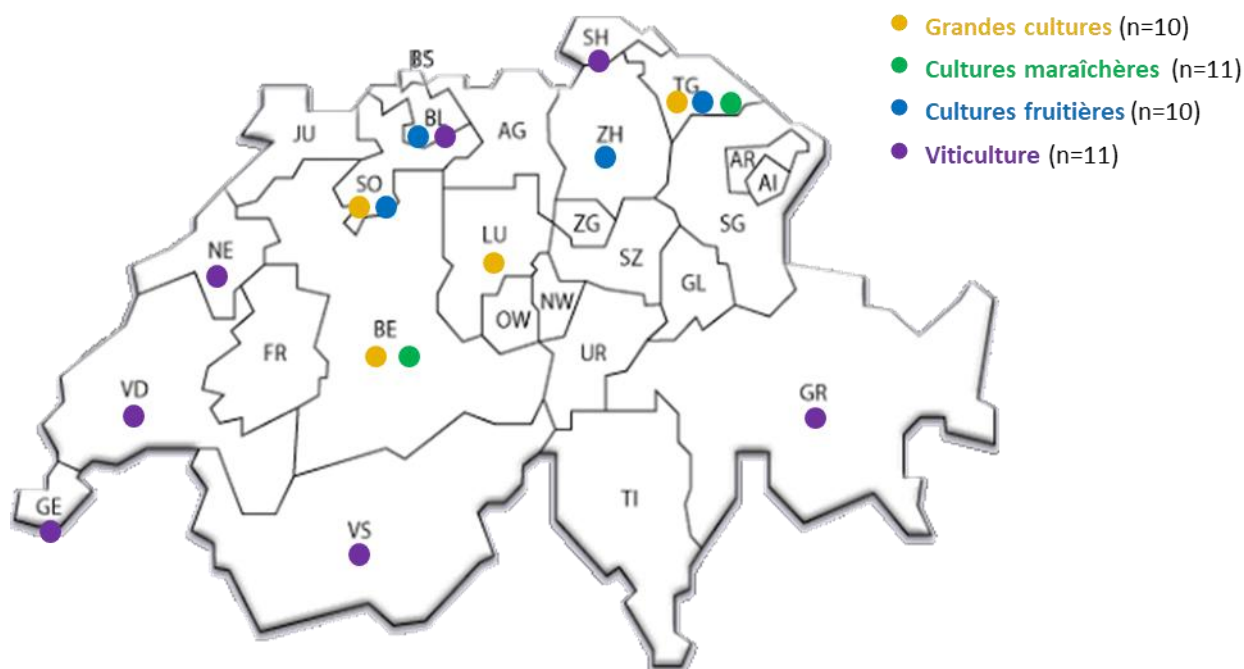 Grandes cultures (n=10)
Cultures maraîchères (n=11)
Cultures fruitières (n=10)
Viticulture (n=11)
SH
BS
TG
BL
JU
AG
ZH
AR
AI
SO
ZG
SG
LU
NE
SZ
GL
NW
OW
BE
FR
UR
VD
GR
TI
GE
VS